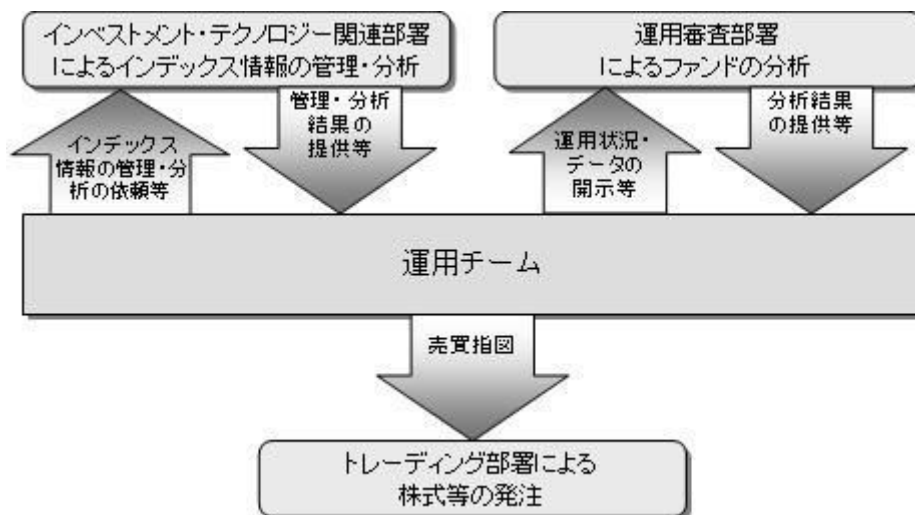 インベストメント・テクノロジー関連部署
によるインデックス情報の管理・分析
運用審査部署
によるファンドの分析
インデックス
情報の管理・分
析の依頼等
管理・分析
結果の
提供等
運用状況・
データの
開示等
分析結果
の提供等
運用チーム
売買指図
トレーディング部署による
株式等の発注